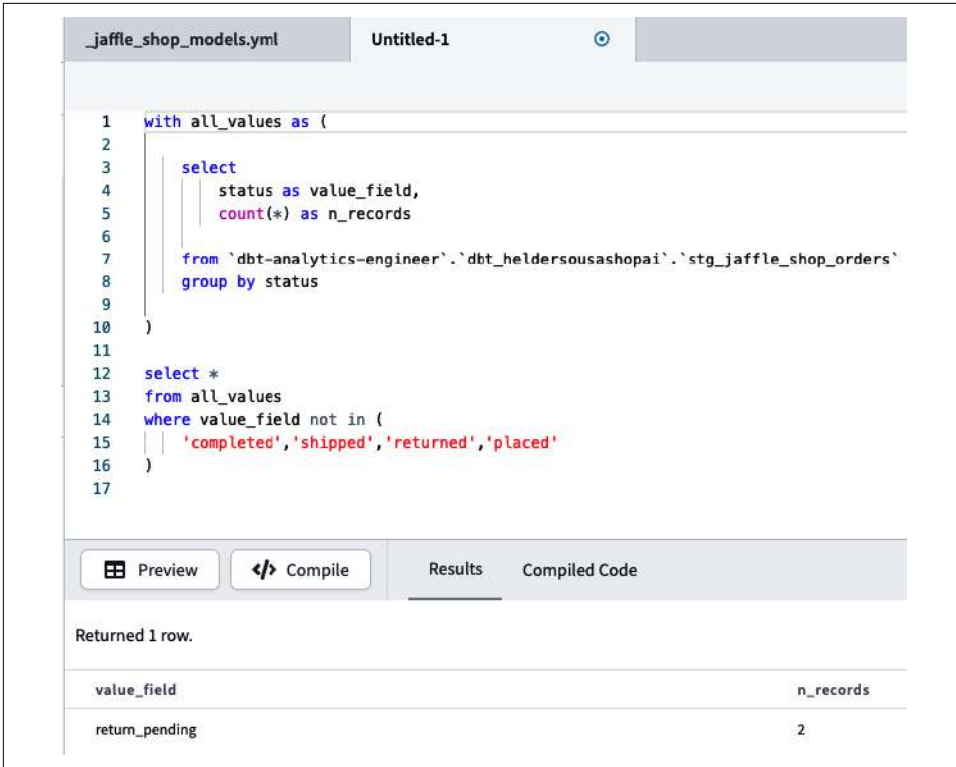 _jaffle_shop_models.yml Untitled-1
1 with all_values as (
2
3 select
4 status as value_field,
5 count(*) as n_records
6
7 from `dbt-analytics-engineer`.`dbt_heldersousashopai`.`stg_jaffle_shop_orders`
8 group by status
9
10 )
11
12 select *
13 from all_values
14 where value_field not in (
15 'completed','shipped','returned','placed'
16 )
17
Preview </> Compile Results Compiled Code
Returned 1 row.
value_field n_records
return_pending 2